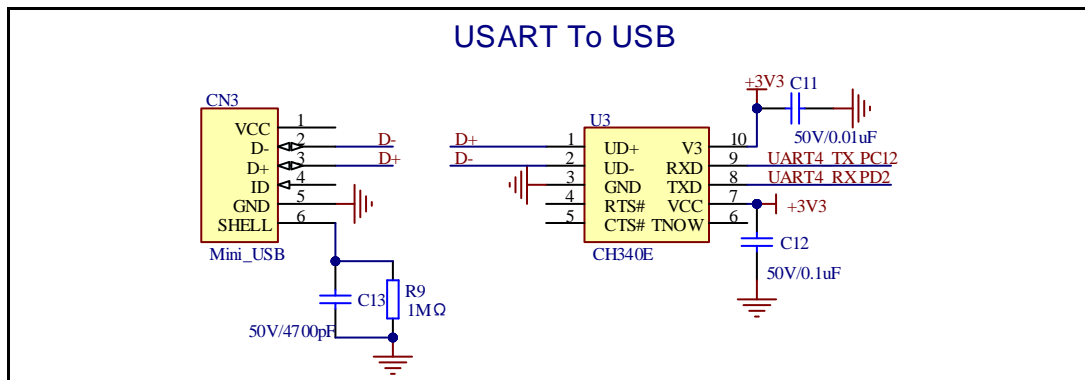 USART To USB
CN3
VCC 1
D- 2 D-
D+ 3 D+
ID 4
GND 5
SHELL 6
Mini_USB
C13
50V/4700pF
R9
1MΩ
U3
D+ 1 UD+ V3 10
D- 2 UD- RXD 9 UART4_TX PC12
3 GND TXD 8 UART4_RX PD2
4 RTS# VCC 7 +3V3
5 CTS# TNOW 6
CH340E
+3V3
C11
50V/0.01uF
C12
50V/0.1uF